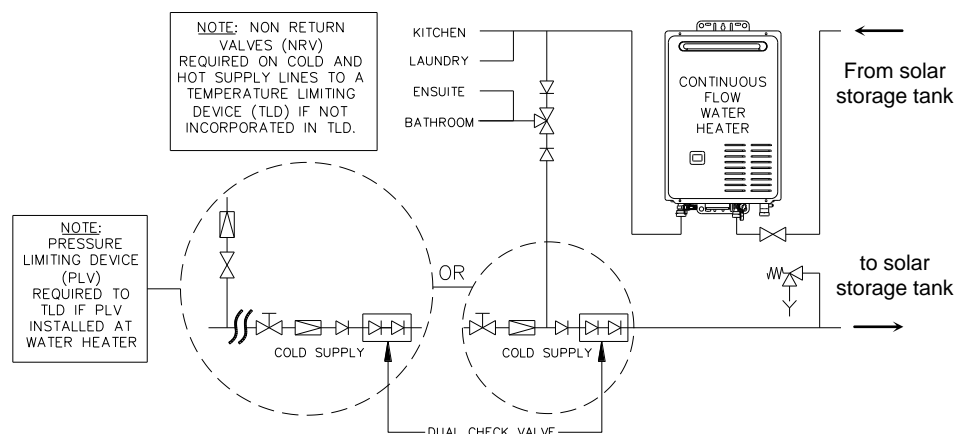 NOTE: NON RETURN
VALVES (NRV)
REQUIRED ON COLD AND
HOT SUPPLY LINES TO A
TEMPERATURE LIMITING
DEVICE (TLD) IF NOT
INCORPORATED IN TLD.
KITCHEN
LAUNDRY
ENSUITE
BATHROOM
CONTINUOUS
FLOW
WATER
HEATER
From solar
storage tank
NOTE:
PRESSURE
LIMITING DEVICE
(PLV)
REQUIRED TO
TLD IF PLV
INSTALLED AT
WATER HEATER
OR
to solar
storage tank
COLD SUPPLY
COLD SUPPLY
DUAL CHECK VALVE